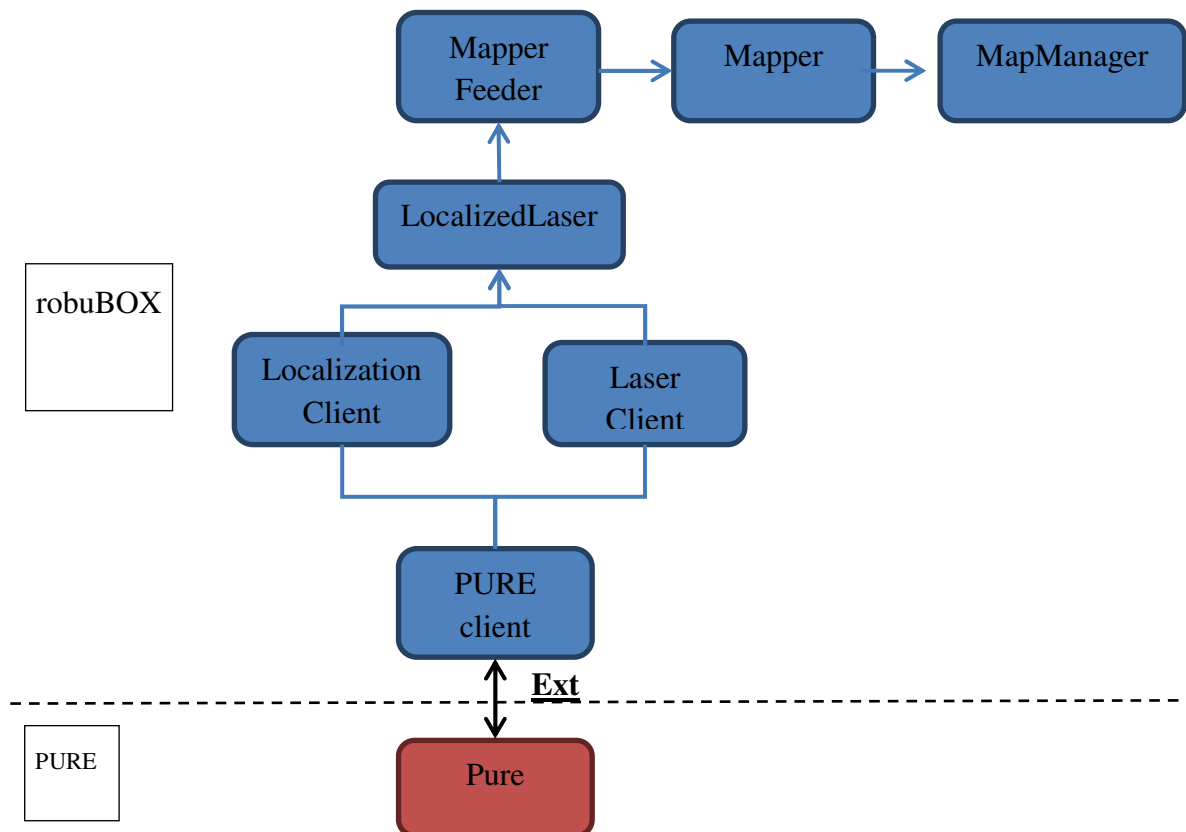 Mapper
Feeder
Mapper
MapManager
LocalizedLaser
robuBOX
Localization
Client
Laser
Client
PURE
client
Ext
PURE
Pure